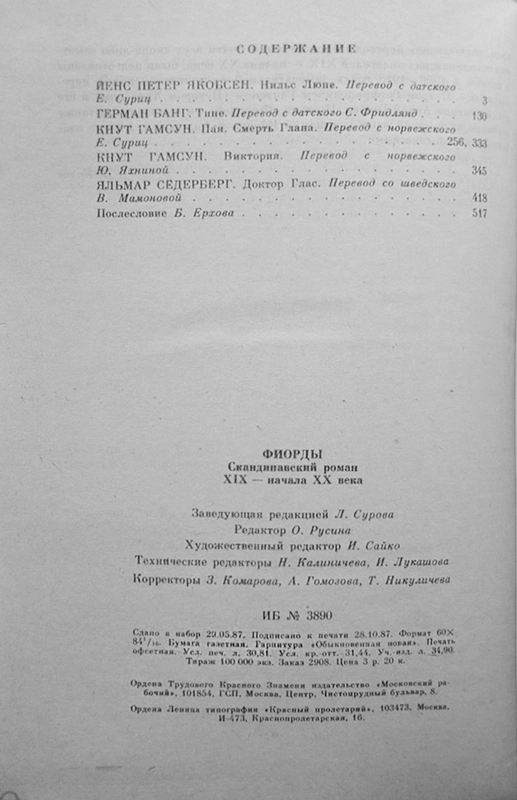 СОДЕРЖАНИЕ
ЙЕНС ПЕТЕР ЯКОБСЕН. Нильс Люне. Перевод с датского
Е. Суриц . . . . . . . . . . . . . . . . . . . 3
ГЕРМАН БАНГ. Тине. Перевод с датского С. Фридлянд . . . 130
КНУТ ГАМСУН. Пан. Смерть Глана. Перевод с норвежского
Е. Суриц . . . . . . . . . . . . . . . . . 256, 333
КНУТ ГАМСУН. Виктория. Перевод с норвежского
Ю. Яхниной . . . . . . . . . . . . . . . . . . 345
ЯЛЬМАР СЕДЕРБЕРГ. Доктор Глас. Перевод со шведского
В. Мамоновой . . . . . . . . . . . . . . . . . 418
Послесловие Б. Ерхова . . . . . . . . . . . . . . 517
ФИОРДЫ
Скандинавский роман
XIX — начала XX века
Заведующая редакцией Л. Сурова
Редактор О. Русина
Художественный редактор И. Сайко
Технические редакторы Н. Калиничева, И. Лукашова
Корректоры З. Комарова, А. Гомозова, Т. Никуличева
ИБ № 3890
Сдано в набор 29.05.87. Подписано к печати 28.10.87. Формат 60Х
84¹/₁₆. Бумага газетная. Гарнитура «Обыкновенная новая». Печать
офсетная. Усл. печ. л. 30,81. Усл. кр.-отт. 31,44. Уч.-изд. л. 34,90.
Тираж 100 000 экз. Заказ 2908. Цена 3 р. 20 к.
Ордена Трудового Красного Знамени издательство «Московский ра-
бочий», 101854, ГСП, Москва, Центр, Чистопрудный бульвар, 8.
Ордена Ленина типография «Красный пролетарий», 103473, Москва,
И-473, Краснопролетарская, 16.